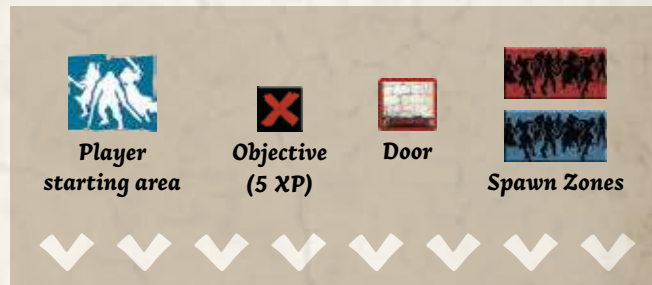 Player
starting area
Objective
(5 XP)
Door
Spawn Zones